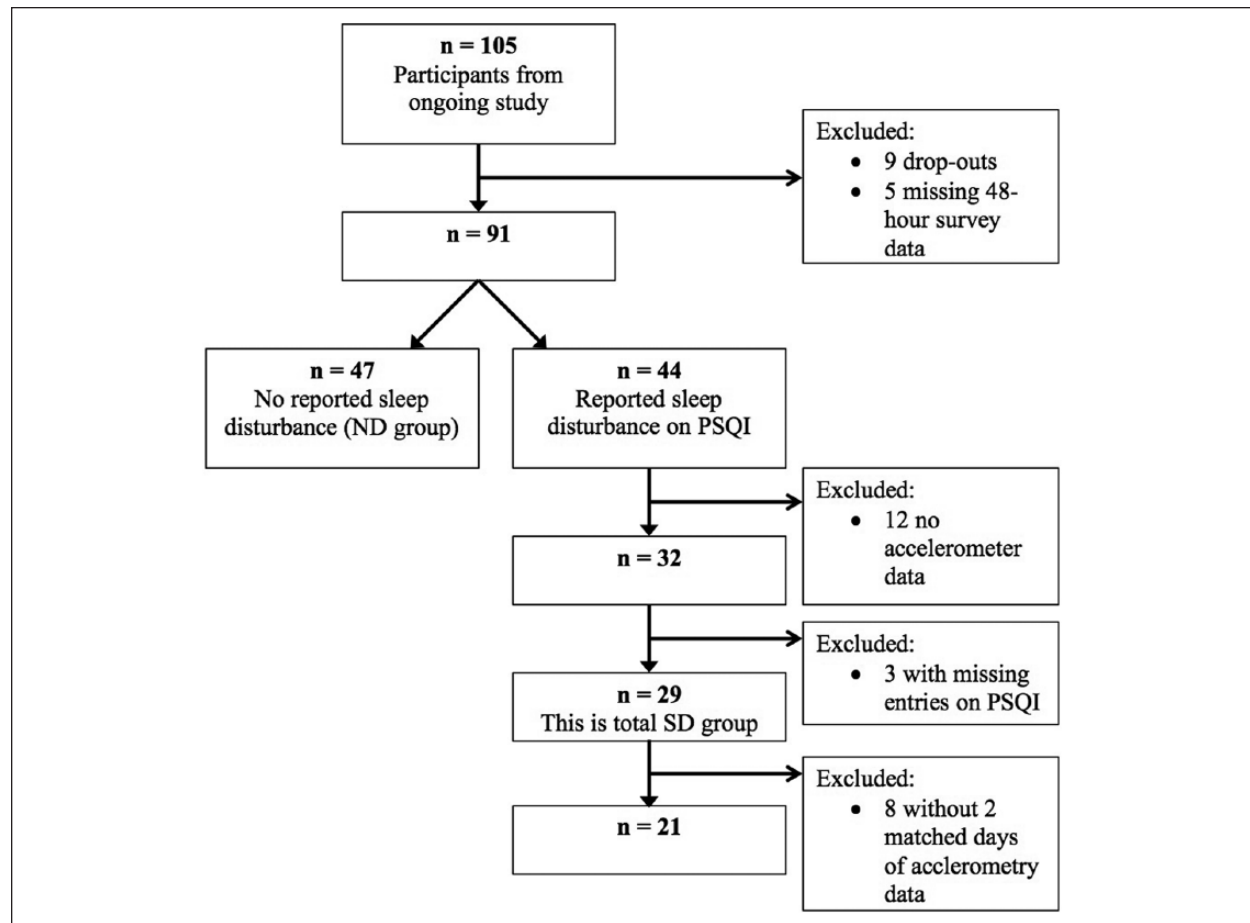 n = 105
Participants from
ongoing study
Excluded:
• 9 drop-outs
• 5 missing 48-
hour survey
data
n = 91
n = 47
No reported sleep
disturbance (ND group)
n = 44
Reported sleep
disturbance on PSQI
Excluded:
• 12 no
accelerometer
data
n = 32
Excluded:
• 3 with missing
entries on PSQI
n = 29
This is total SD group
Excluded:
• 8 without 2
matched days
of acclerometry
data
n = 21